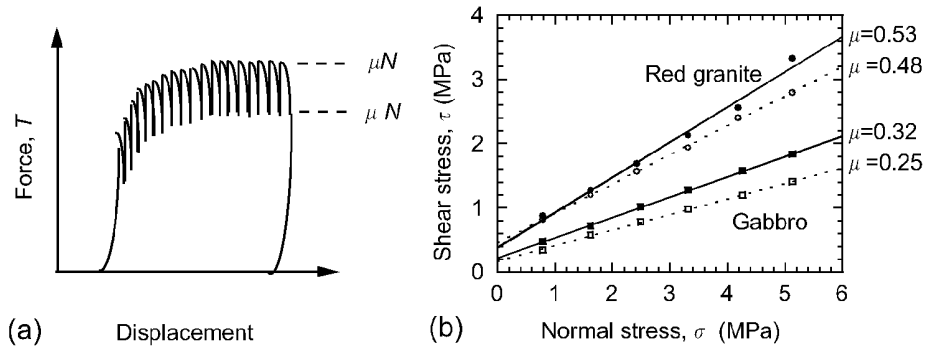 μN
μ N
Force, T
Displacement
(a)
4
3
2
1
0
Shear stress, τ (MPa)
Red granite
Gabbro
μ=0.53
μ=0.48
μ=0.32
μ=0.25
0 1 2 3 4 5 6
Normal stress, σ (MPa)
(b)